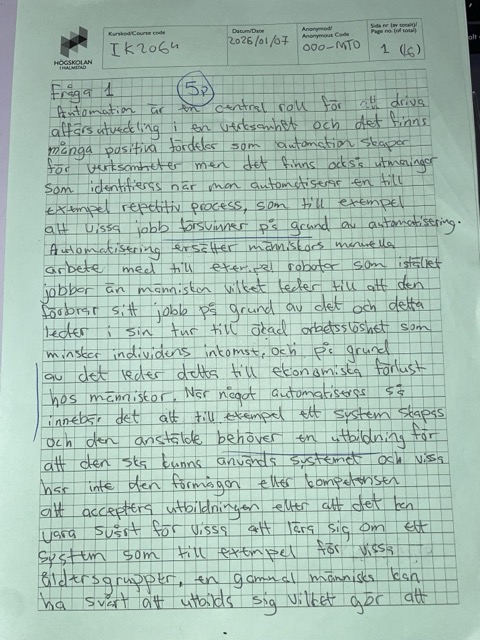 HÖGSKOLAN
I HALMSTAD
Kurskod/Course code
IK2064
Datum/Date
2026/01/07
Anonymkod/
Anonymous Code
000-MTO
Sida nr (av totalt)/
Page no. (of total)
1 (16)
Fråga 1
5p
Automation är en central roll för att driva
affärsutveckling i en verksamhet och det finns
många positiva fördelar som automation skapar
för verksamheter men det finns också utmaningar
som identifieras när man automatiserar en till
exempel repetitiv process, som till exempel
att vissa jobb försvinner på grund av automatisering.
Automatisering ersätter människors manuella
arbete med till exempel robotar som istället
jobbar än människan vilket leder till att den
förlorar sitt jobb på grund av det och detta
leder i sin tur till ökad arbetslöshet som
minskar individens inkomst, och på grund
av det leder detta till ekonomiska förlust
hos människor. När något automatiseras så
innebär det att till exempel ett system skapas
och den anställde behöver en utbildning för
att den ska kunna använda systemet och vissa
har inte den förmågan eller kompetensen
att acceptera utbildningen eller att det kan
vara svårt för vissa att lära sig om ett
system som till exempel för vissa
åldersgrupper, en gammal människa kan
ha svårt att utbilda sig vilket gör att